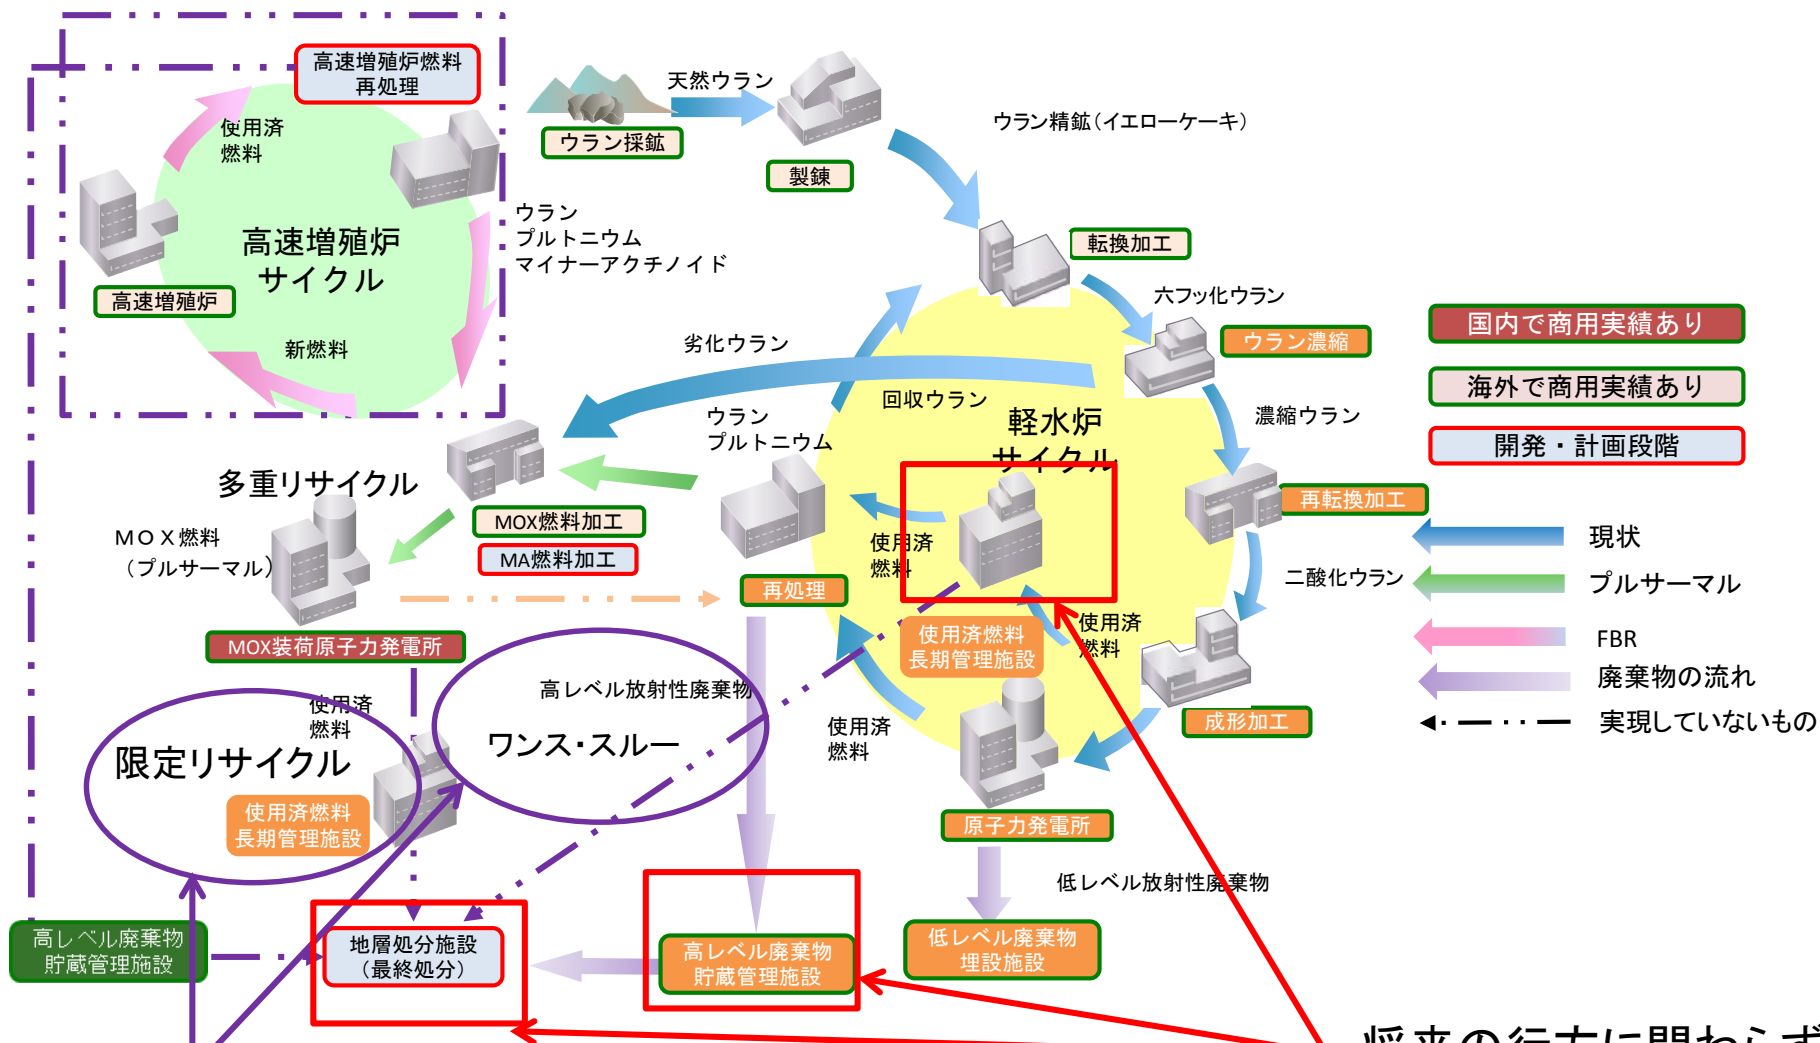 高速増殖炉燃料
再処理
使用済
燃料
高速増殖炉
サイクル
高速増殖炉
新燃料
ウラン
プルトニウム
マイナーアクチノイド
ウラン採鉱
天然ウラン
製錬
ウラン精鉱(イエローケーキ)
転換加工
六フッ化ウラン
ウラン濃縮
濃縮ウラン
劣化ウラン
回収ウラン
軽水炉
サイクル
ウラン
プルトニウム
再転換加工
二酸化ウラン
成形加工
使用済
燃料
使用済
燃料
使用済燃料
長期管理施設
使用済
燃料
原子力発電所
再処理
多重リサイクル
MOX燃料加工
MA燃料加工
MOX燃料
(プルサーマル)
MOX装荷原子力発電所
使用済
燃料
限定リサイクル
使用済燃料
長期管理施設
ワンス・スルー
高レベル放射性廃棄物
低レベル放射性廃棄物
高レベル廃棄物
貯蔵管理施設
地層処分施設
(最終処分)
高レベル廃棄物
貯蔵管理施設
低レベル廃棄物
埋設施設
国内で商用実績あり
海外で商用実績あり
開発・計画段階
現状
プルサーマル
FBR
廃棄物の流れ
実現していないもの
将来の行方に関わらず